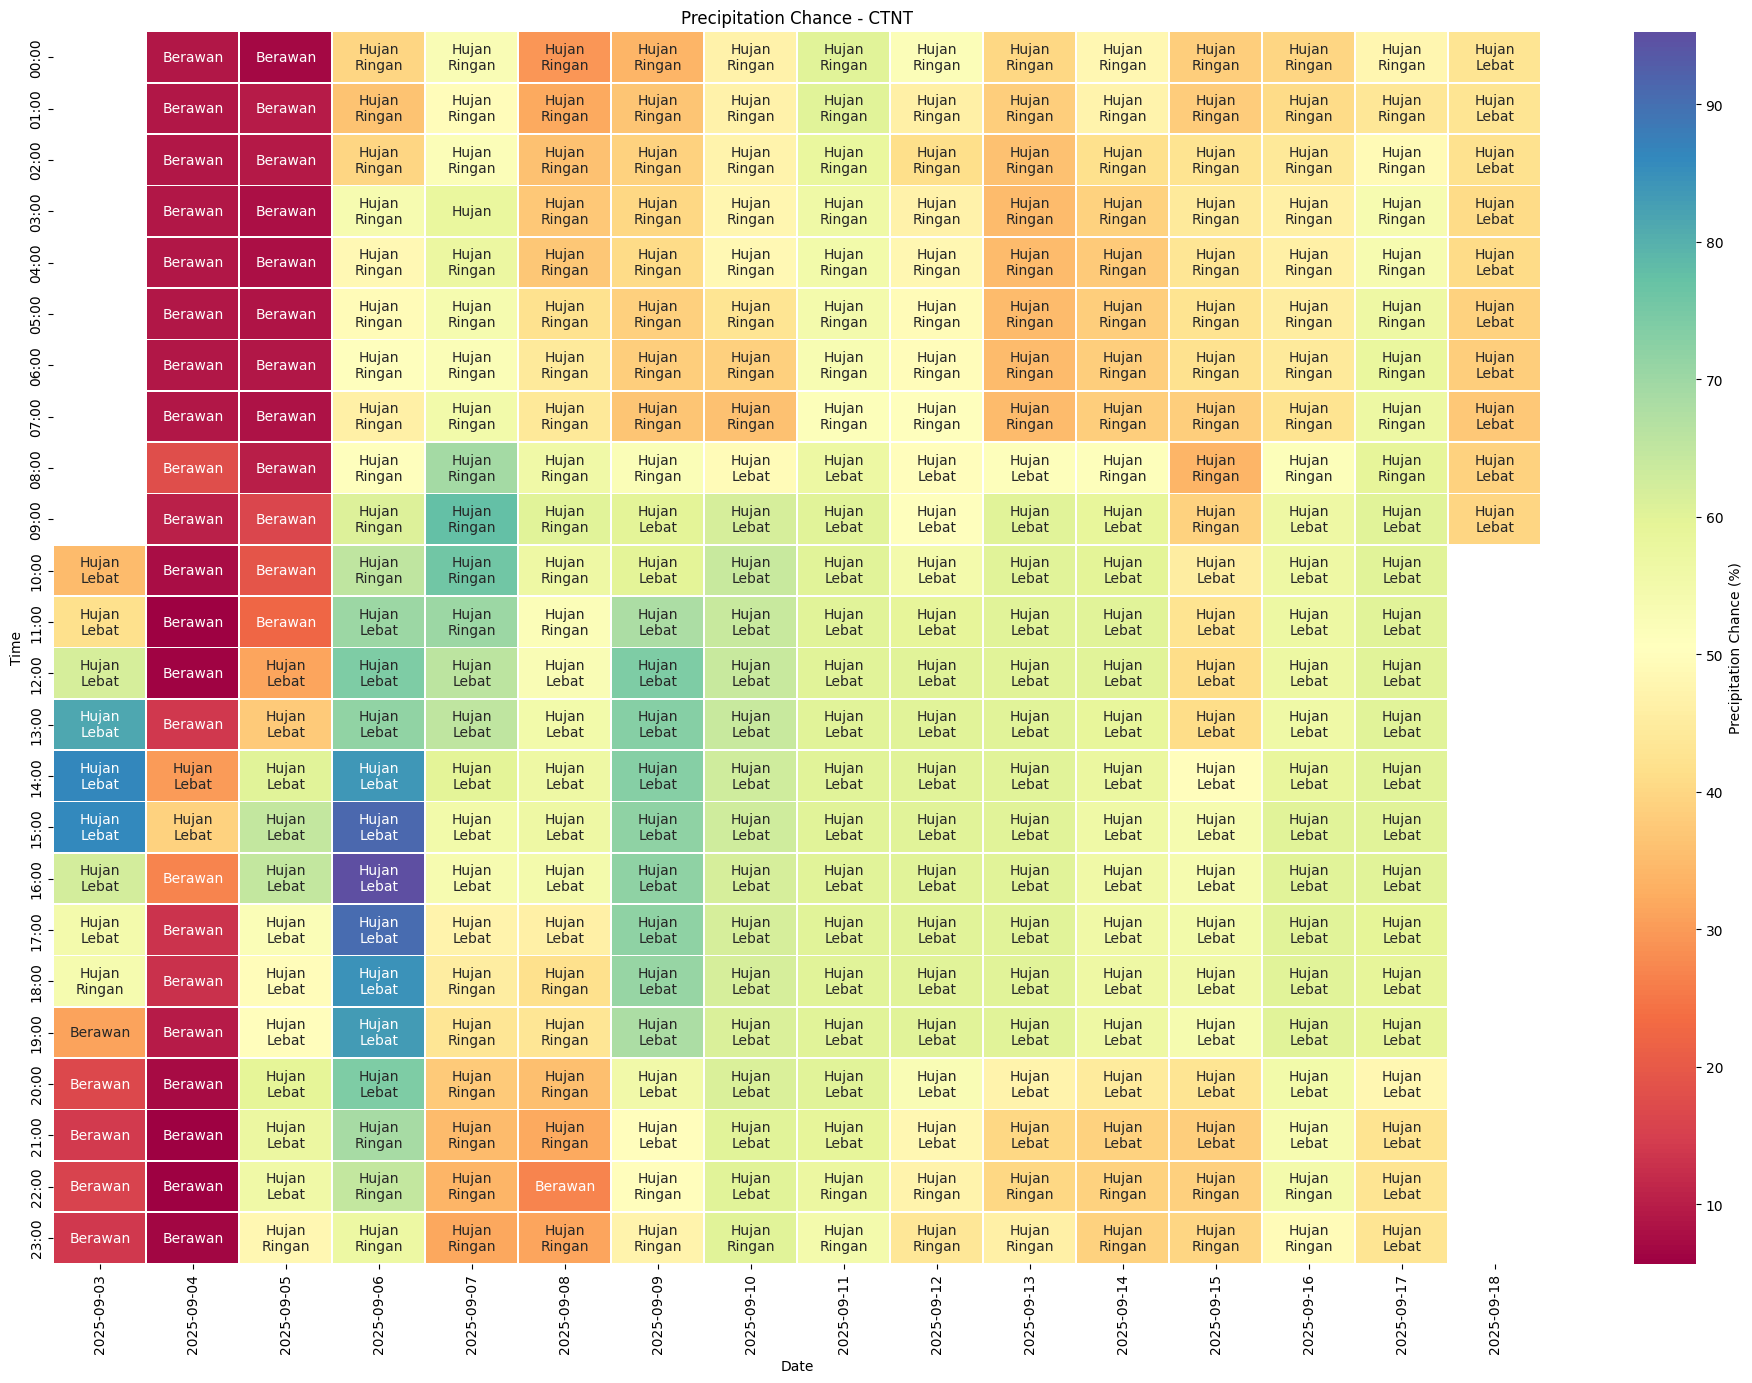 Precipitation Chance - CTNT
00:00 Berawan Berawan Hujan Ringan Hujan Ringan Hujan Ringan Hujan Ringan Hujan Ringan Hujan Ringan Hujan Ringan Hujan Ringan Hujan Ringan Hujan Ringan Hujan Ringan Hujan Ringan Hujan Lebat
01:00 Berawan Berawan Hujan Ringan Hujan Ringan Hujan Ringan Hujan Ringan Hujan Ringan Hujan Ringan Hujan Ringan Hujan Ringan Hujan Ringan Hujan Ringan Hujan Ringan Hujan Ringan Hujan Lebat
02:00 Berawan Berawan Hujan Ringan Hujan Ringan Hujan Ringan Hujan Ringan Hujan Ringan Hujan Ringan Hujan Ringan Hujan Ringan Hujan Ringan Hujan Ringan Hujan Ringan Hujan Ringan Hujan Lebat
03:00 Berawan Berawan Hujan Ringan Hujan Hujan Ringan Hujan Ringan Hujan Ringan Hujan Ringan Hujan Ringan Hujan Ringan Hujan Ringan Hujan Ringan Hujan Ringan Hujan Ringan Hujan Lebat
04:00 Berawan Berawan Hujan Ringan Hujan Ringan Hujan Ringan Hujan Ringan Hujan Ringan Hujan Ringan Hujan Ringan Hujan Ringan Hujan Ringan Hujan Ringan Hujan Ringan Hujan Ringan Hujan Lebat
05:00 Berawan Berawan Hujan Ringan Hujan Ringan Hujan Ringan Hujan Ringan Hujan Ringan Hujan Ringan Hujan Ringan Hujan Ringan Hujan Ringan Hujan Ringan Hujan Ringan Hujan Ringan Hujan Lebat
06:00 Berawan Berawan Hujan Ringan Hujan Ringan Hujan Ringan Hujan Ringan Hujan Ringan Hujan Ringan Hujan Ringan Hujan Ringan Hujan Ringan Hujan Ringan Hujan Ringan Hujan Ringan Hujan Lebat
07:00 Berawan Berawan Hujan Ringan Hujan Ringan Hujan Ringan Hujan Ringan Hujan Ringan Hujan Ringan Hujan Ringan Hujan Ringan Hujan Ringan Hujan Ringan Hujan Ringan Hujan Ringan Hujan Lebat
08:00 Berawan Berawan Hujan Ringan Hujan Ringan Hujan Ringan Hujan Ringan Hujan Lebat Hujan Lebat Hujan Lebat Hujan Lebat Hujan Ringan Hujan Ringan Hujan Ringan Hujan Ringan Hujan Lebat
09:00 Berawan Berawan Hujan Ringan Hujan Ringan Hujan Ringan Hujan Lebat Hujan Lebat Hujan Lebat Hujan Lebat Hujan Lebat Hujan Lebat Hujan Ringan Hujan Lebat Hujan Lebat Hujan Lebat
10:00 Hujan Lebat Berawan Berawan Hujan Ringan Hujan Ringan Hujan Ringan Hujan Lebat Hujan Lebat Hujan Lebat Hujan Lebat Hujan Lebat Hujan Lebat Hujan Lebat Hujan Lebat Hujan Lebat
11:00 Hujan Lebat Berawan Berawan Hujan Lebat Hujan Ringan Hujan Ringan Hujan Lebat Hujan Lebat Hujan Lebat Hujan Lebat Hujan Lebat Hujan Lebat Hujan Lebat Hujan Lebat Hujan Lebat
12:00 Hujan Lebat Berawan Hujan Lebat Hujan Lebat Hujan Lebat Hujan Lebat Hujan Lebat Hujan Lebat Hujan Lebat Hujan Lebat Hujan Lebat Hujan Lebat Hujan Lebat Hujan Lebat Hujan Lebat
13:00 Hujan Lebat Berawan Hujan Lebat Hujan Lebat Hujan Lebat Hujan Lebat Hujan Lebat Hujan Lebat Hujan Lebat Hujan Lebat Hujan Lebat Hujan Lebat Hujan Lebat Hujan Lebat Hujan Lebat
14:00 Hujan Lebat Hujan Lebat Hujan Lebat Hujan Lebat Hujan Lebat Hujan Lebat Hujan Lebat Hujan Lebat Hujan Lebat Hujan Lebat Hujan Lebat Hujan Lebat Hujan Lebat Hujan Lebat Hujan Lebat
15:00 Hujan Lebat Hujan Lebat Hujan Lebat Hujan Lebat Hujan Lebat Hujan Lebat Hujan Lebat Hujan Lebat Hujan Lebat Hujan Lebat Hujan Lebat Hujan Lebat Hujan Lebat Hujan Lebat Hujan Lebat
16:00 Hujan Lebat Berawan Hujan Lebat Hujan Lebat Hujan Lebat Hujan Lebat Hujan Lebat Hujan Lebat Hujan Lebat Hujan Lebat Hujan Lebat Hujan Lebat Hujan Lebat Hujan Lebat Hujan Lebat
17:00 Hujan Lebat Berawan Hujan Lebat Hujan Lebat Hujan Lebat Hujan Lebat Hujan Lebat Hujan Lebat Hujan Lebat Hujan Lebat Hujan Lebat Hujan Lebat Hujan Lebat Hujan Lebat Hujan Lebat
18:00 Hujan Ringan Berawan Hujan Lebat Hujan Lebat Hujan Ringan Hujan Ringan Hujan Lebat Hujan Lebat Hujan Lebat Hujan Lebat Hujan Lebat Hujan Lebat Hujan Lebat Hujan Lebat Hujan Lebat
19:00 Berawan Berawan Hujan Lebat Hujan Lebat Hujan Ringan Hujan Ringan Hujan Lebat Hujan Lebat Hujan Lebat Hujan Lebat Hujan Lebat Hujan Lebat Hujan Lebat Hujan Lebat Hujan Lebat
20:00 Berawan Berawan Hujan Lebat Hujan Lebat Hujan Ringan Hujan Ringan Hujan Lebat Hujan Lebat Hujan Lebat Hujan Lebat Hujan Lebat Hujan Lebat Hujan Lebat Hujan Lebat Hujan Lebat
21:00 Berawan Berawan Hujan Lebat Hujan Ringan Hujan Ringan Hujan Ringan Hujan Lebat Hujan Lebat Hujan Lebat Hujan Lebat Hujan Lebat Hujan Lebat Hujan Lebat Hujan Lebat Hujan Lebat
22:00 Berawan Berawan Hujan Lebat Hujan Ringan Hujan Ringan Berawan Hujan Ringan Hujan Lebat Hujan Ringan Hujan Ringan Hujan Ringan Hujan Ringan Hujan Ringan Hujan Ringan Hujan Lebat
23:00 Berawan Berawan Hujan Ringan Hujan Ringan Hujan Ringan Hujan Ringan Hujan Ringan Hujan Ringan Hujan Ringan Hujan Ringan Hujan Ringan Hujan Ringan Hujan Ringan Hujan Ringan Hujan Lebat
Time
2025-09-03
2025-09-04
2025-09-05
2025-09-06
2025-09-07
2025-09-08
2025-09-09
2025-09-10
2025-09-11
2025-09-12
2025-09-13
2025-09-14
2025-09-15
2025-09-16
2025-09-17
2025-09-18
Date
90
80
70
60
50
40
30
20
10
Precipitation Chance (%)